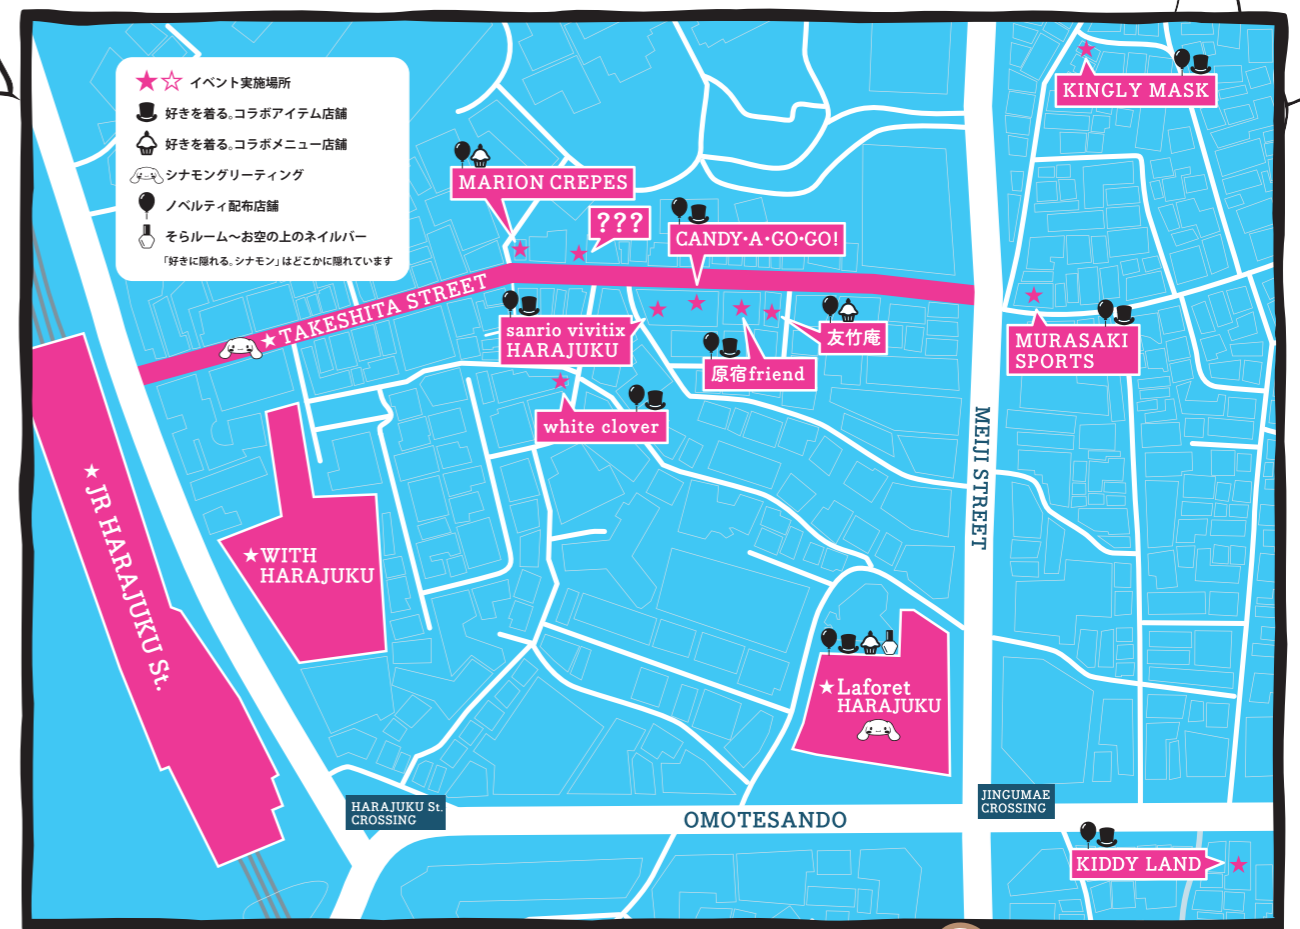 ★☆ イベント実施場所
好きを着る。コラボアイテム店舗
好きを着る。コラボメニュー店舗
シナモングリーティング
ノベルティ配布店舗
そらルーム〜お空の上のネイルバー
「好きに隠れる。シナモン」はどこかに隠れています
KINGLY MASK
MARION CREPES
???
CANDY・A・GO・GO!
★TAKESHITA STREET
sanrio vivitix
HARAJUKU
友竹庵
原宿friend
MURASAKI
SPORTS
white clover
MEIJI STREET
★JR HARAJUKU St.
★WITH
HARAJUKU
★Laforet
HARAJUKU
HARAJUKU St.
CROSSING
OMOTESANDO
JINGUMAE
CROSSING
KIDDY LAND